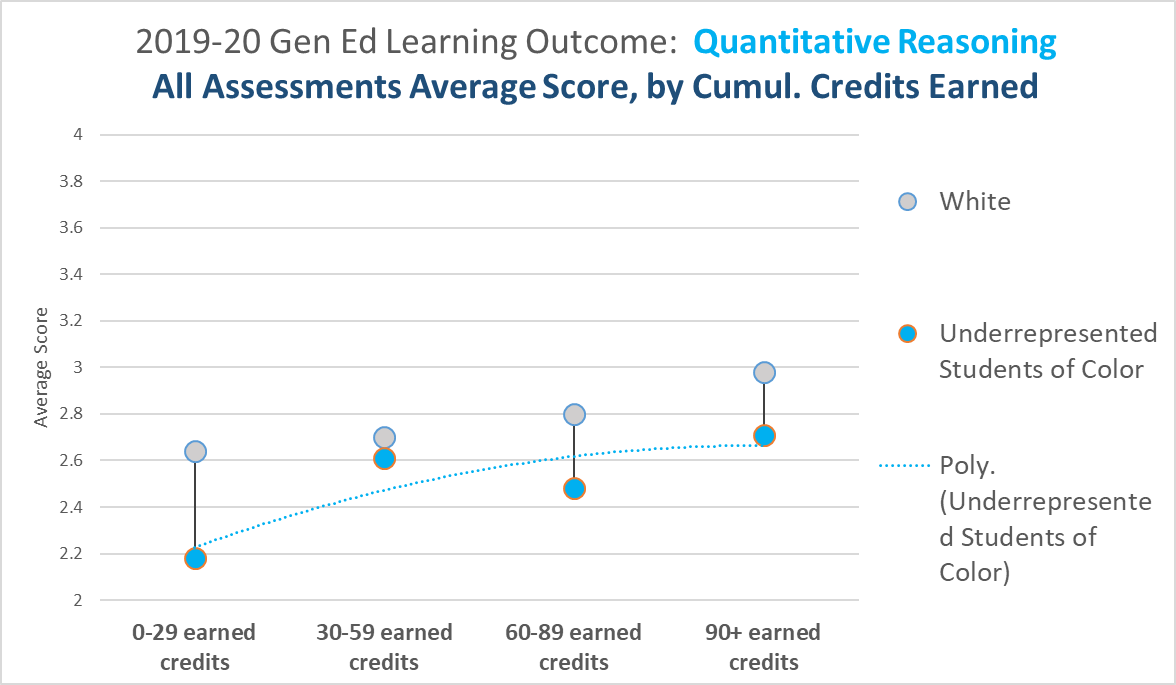 2019-20 Gen Ed Learning Outcome: Quantitative Reasoning
All Assessments Average Score, by Cumul. Credits Earned
4
3.8
3.6
3.4
3.2
3
2.8
2.6
2.4
2.2
2
Average Score
0-29 earned
credits
30-59 earned
credits
60-89 earned
credits
90+ earned
credits
White
Underrepresented
Students of Color
Poly.
(Underrepresente
d Students of
Color)